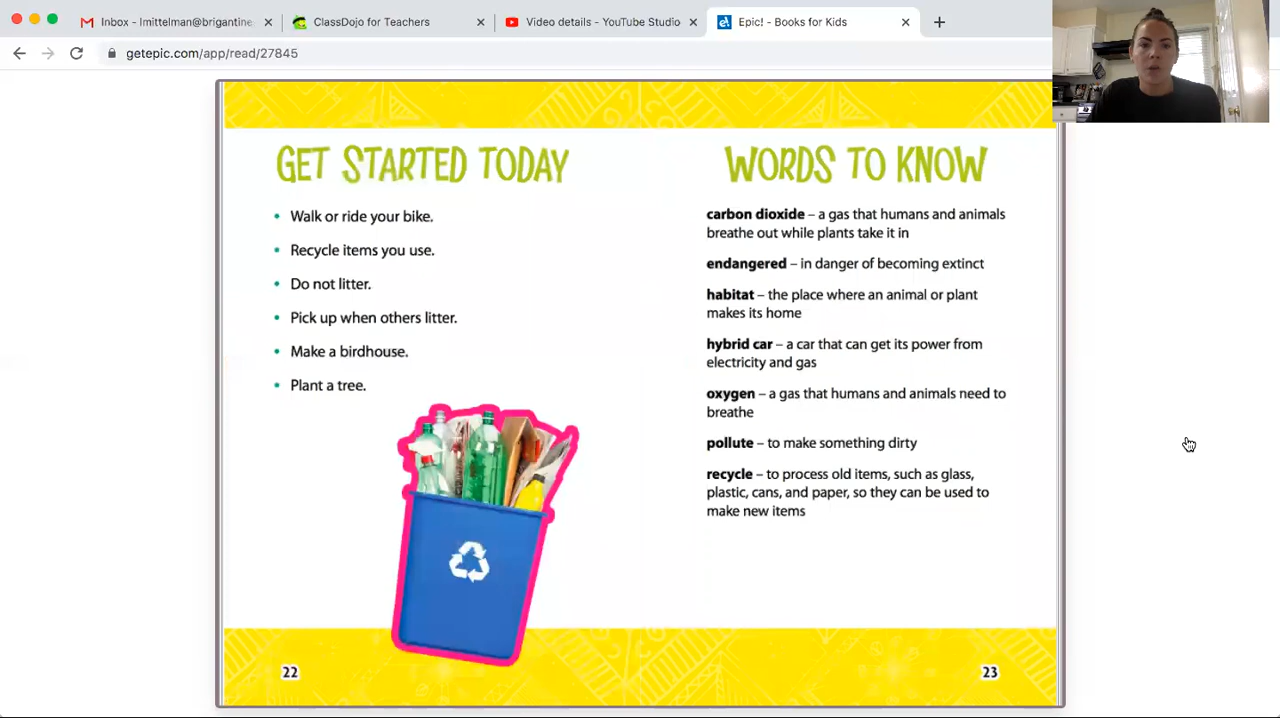 Inbox - lmittelman@brigantine.
ClassDojo for Teachers
Video details - YouTube Studio
Epic! - Books for Kids
getepic.com/app/read/27845
GET STARTED TODAY
• Walk or ride your bike.
• Recycle items you use.
• Do not litter.
• Pick up when others litter.
• Make a birdhouse.
• Plant a tree.
22
WORDS TO KNOW
carbon dioxide – a gas that humans and animals
breathe out while plants take it in
endangered – in danger of becoming extinct
habitat – the place where an animal or plant
makes its home
hybrid car – a car that can get its power from
electricity and gas
oxygen – a gas that humans and animals need to
breathe
pollute – to make something dirty
recycle – to process old items, such as glass,
plastic, cans, and paper, so they can be used to
make new items
23